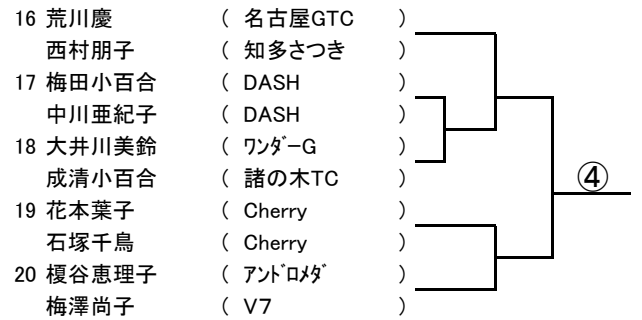 16 荒川慶 ( 名古屋GTC )
西村朋子 ( 知多さつき )
17 梅田小百合 ( DASH )
中川亜紀子 ( DASH )
18 大井川美鈴 ( ワンダーG )
成清小百合 ( 諸の木TC )
④
19 花本葉子 ( Cherry )
石塚千鳥 ( Cherry )
20 榎谷恵理子 ( アンドロメダ )
梅澤尚子 ( V7 )